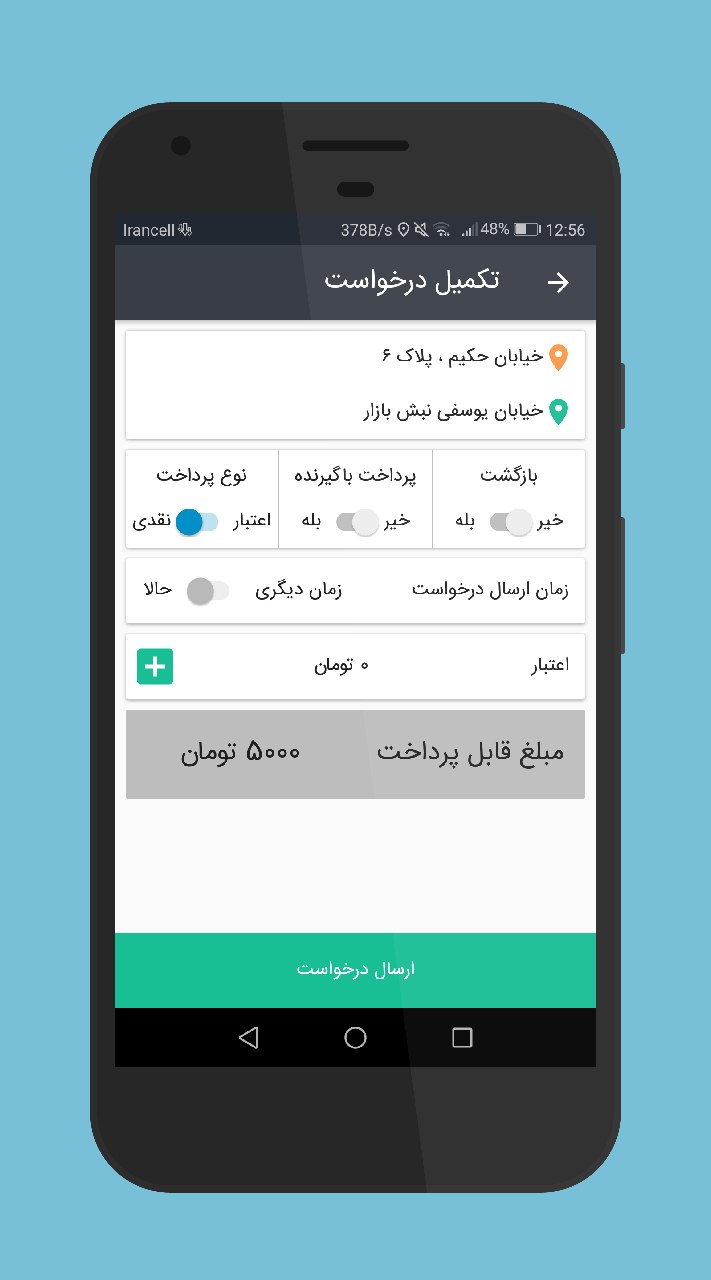 Irancell 378B/s 48% 12:56
تکمیل درخواست
خیابان حکیم ، پلاک ۶
خیابان یوسفی نبش بازار
بازگشت پرداخت باگیرنده نوع پرداخت
خیر بله خیر بله اعتبار نقدی
زمان ارسال درخواست زمان دیگری حالا
اعتبار ۰ تومان
مبلغ قابل پرداخت ۵۰۰۰ تومان
ارسال درخواست